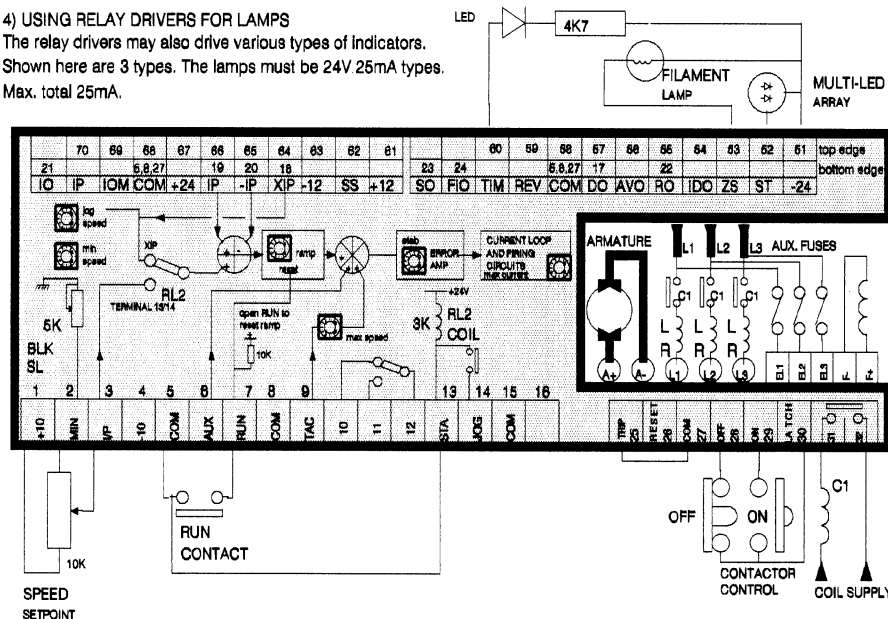 4) USING RELAY DRIVERS FOR LAMPS
The relay drivers may also drive various types of indicators.
Shown here are 3 types. The lamps must be 24V 25mA types.
Max. total 25mA.
LED
4K7
FILAMENT
LAMP
MULTI-LED
ARRAY
70 69 68 67 66 65 64 63 62 61
60 59 58 57 56 55 54 53 52 51 top edge
21 6,8,27 19 20 18
23 24 6,8,27 17 22 bottom edge
IO IP IOM COM +24 IP -IP XIP -12 SS +12
SO FIO TIM REV COM DO AVO RO IDO ZS ST -24
jog
speed
min
speed
XIP
RL2
TERMINAL 13/14
5K
BLK
SL
ramp
reset
open RUN to
reset ramp
10K
max speed
stab
ERROR
AMP
CURRENT LOOP
AND FIRING
CIRCUITS
max current
+24V
3K
RL2
COIL
ARMATURE
L1 L2 L3 AUX. FUSES
C1 C1 C1
L L L
R R R
A+ A- L1 L2 L3 EL1 EL2 EL3 F- F+
1 2 3 4 5 6 7 8 9 10 11 12 13 14 15 16
+10 MIN I/P -10 COM AUX RUN COM TAC STA JOG COM
TRIP RESET COM OFF ON LATCH
25 26 27 28 29 30
10K
SPEED
SETPOINT
RUN
CONTACT
OFF ON
C1
CONTACTOR
CONTROL
COIL SUPPLY